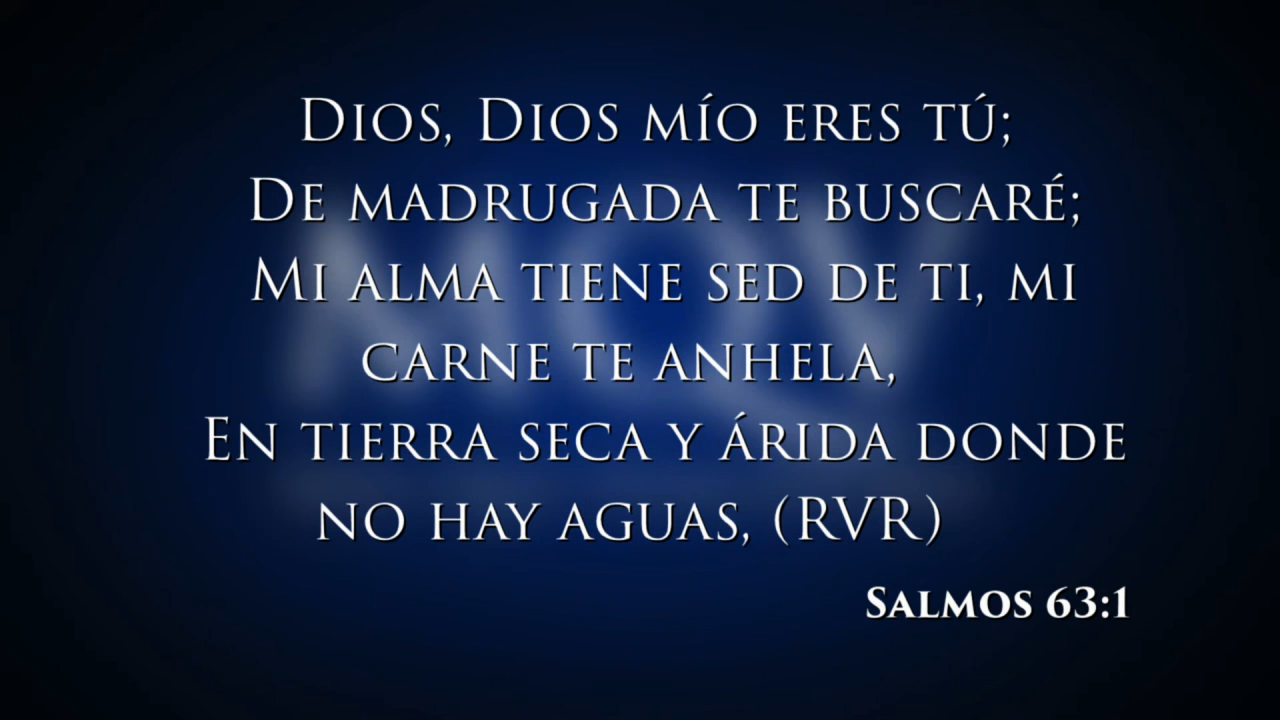 Dios, Dios mío eres tú;
De madrugada te buscaré;
Mi alma tiene sed de ti, mi
carne te anhela,
En tierra seca y árida donde
no hay aguas, (RVR)
Salmos 63:1